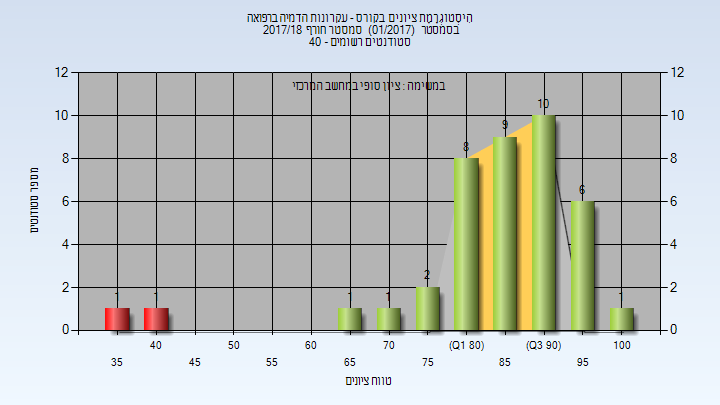 הִיסְטוֹגְרַמַת ציונים בקורס - עקרונות הדמיה ברפואה
בסמסטר (01/2017) סמסטר חורף 2017/18
סטודנטים רשומים - 40
במשימה : ציון סופי במחשב המרכזי
מספר סטודנטים
12 12
10 10
8 8
6 6
4 4
2 2
0 0
1 1 1 1 2 8 9 10 6 1
40 50 60 70 (Q1 80) (Q3 90) 100
35 45 55 65 75 85 95
טווח ציונים